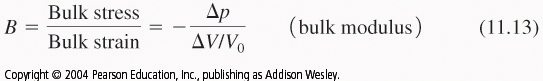 B = Bulk stress / Bulk strain = − Δp / ΔV/V₀ (bulk modulus) (11.13)
Copyright © 2004 Pearson Education, Inc., publishing as Addison Wesley.